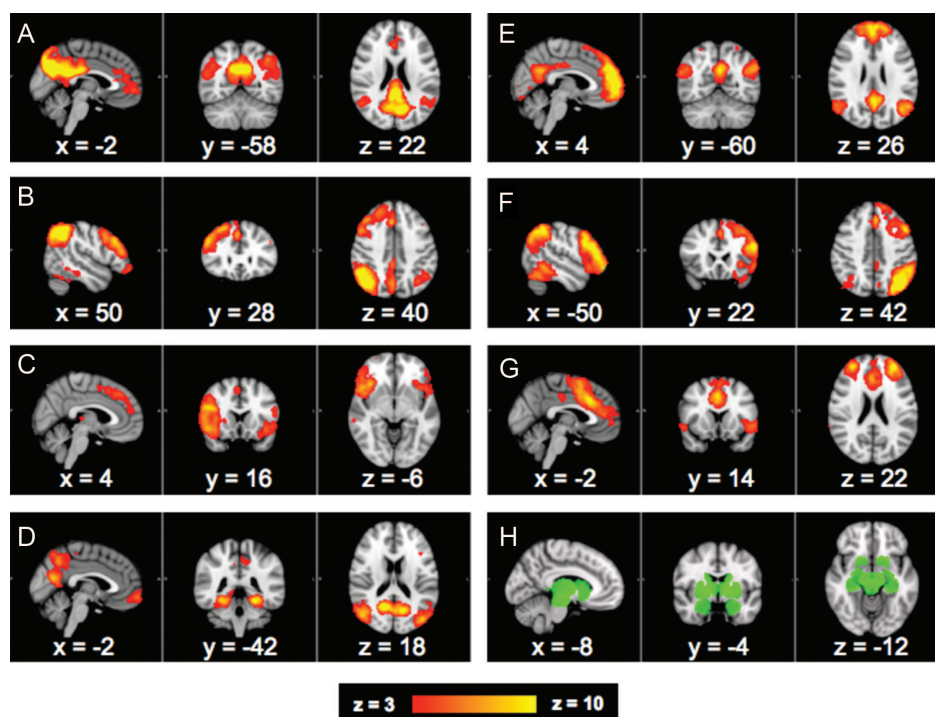 A
x = -2 y = -58 z = 22
E
x = 4 y = -60 z = 26
B
x = 50 y = 28 z = 40
F
x = -50 y = 22 z = 42
C
x = 4 y = 16 z = -6
G
x = -2 y = 14 z = 22
D
x = -2 y = -42 z = 18
H
x = -8 y = -4 z = -12
z = 3 z = 10